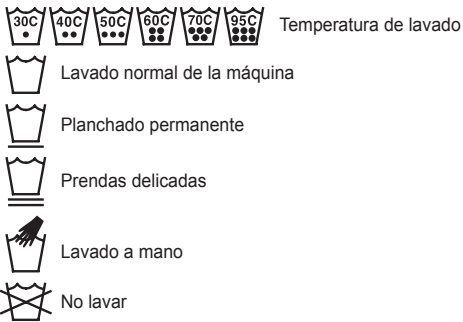 30C 40C 50C 60C 70C 95C Temperatura de lavado
Lavado normal de la máquina
Planchado permanente
Prendas delicadas
Lavado a mano
No lavar